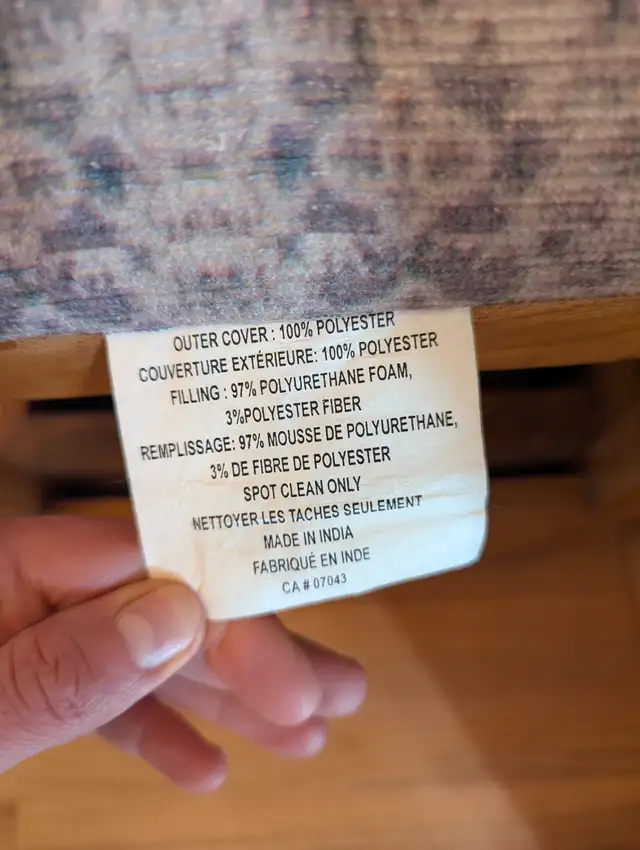 OUTER COVER : 100% POLYESTER
COUVERTURE EXTÉRIEURE: 100% POLYESTER
FILLING : 97% POLYURETHANE FOAM,
3%POLYESTER FIBER
REMPLISSAGE: 97% MOUSSE DE POLYURETHANE,
3% DE FIBRE DE POLYESTER
SPOT CLEAN ONLY
NETTOYER LES TACHES SEULEMENT
MADE IN INDIA
FABRIQUÉ EN INDE
CA # 07043